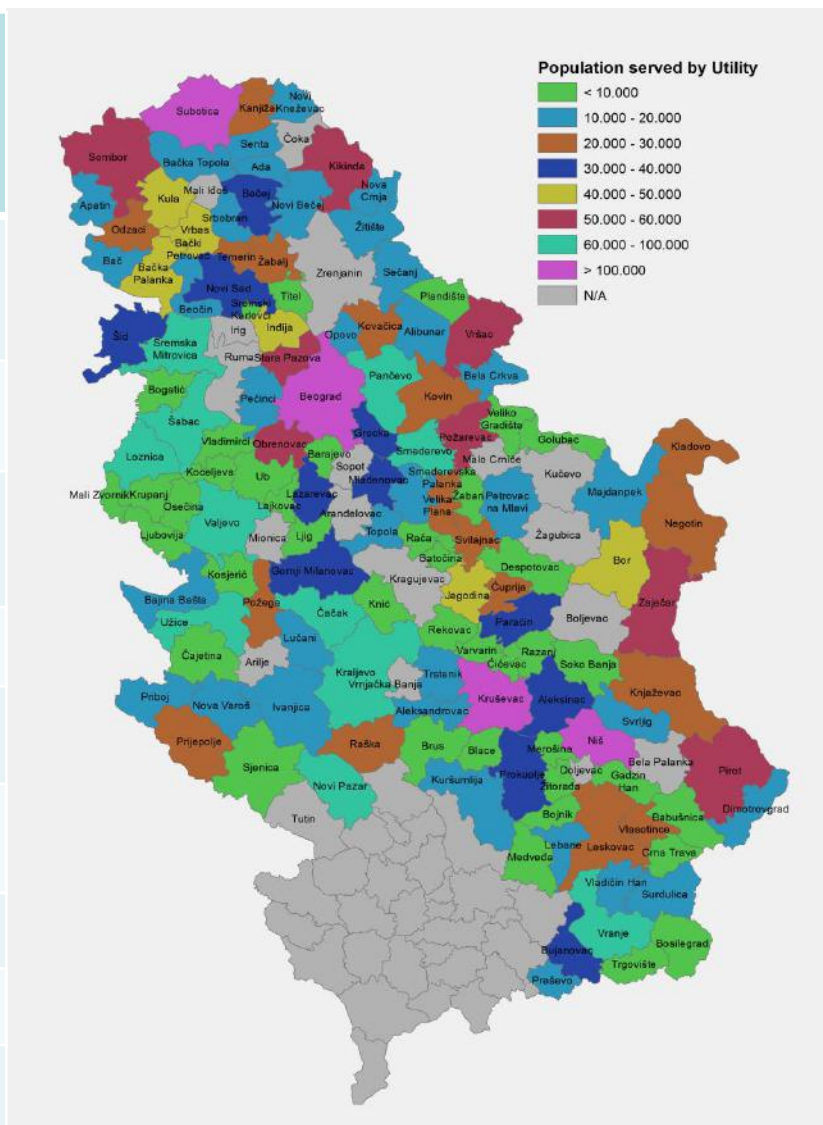 Population served by Utility
< 10.000
10.000 - 20.000
20.000 - 30.000
30.000 - 40.000
40.000 - 50.000
50.000 - 60.000
60.000 - 100.000
> 100.000
N/A
Subotica
Kanjiža
Novi Kneževac
Čoka
Senta
Sombor
Bačka Topola
Ada
Kikinda
Mali Iđoš
Bečej
Nova Crnja
Apatin
Kula
Novi Bečej
Srbobran
Odzaci
Vrbas
Žitište
Bački Petrovac
Temerin
Žabalj
Zrenjanin
Bač
Bačka Palanka
Sečanj
Novi Sad
Titel
Plandište
Sremski Karlovci
Beočin
Inđija
Kovačica
Alibunar
Šid
Irig
Opovo
Vršac
Sremska Mitrovica
Ruma
Stara Pazova
Pančevo
Bela Crkva
Bogatić
Pećinci
Beograd
Kovin
Šabac
Veliko Gradište
Grocka
Požarevac
Golubac
Kladovo
Vladimirci
Obrenovac
Barajevo
Smederevo
Malo Crniće
Loznica
Koceljeva
Sopot
Kučevo
Ub
Mladenovac
Smederevska Palanka
Majdanpek
Mali Zvornik
Krupanj
Lazarevac
Velika Plana
Žabari
Petrovac na Mlavi
Osečina
Lajkovac
Aranđelovac
Negotin
Ljubovija
Valjevo
Mionica
Ljig
Topola
Rača
Svilajnac
Žagubica
Batočina
Despotovac
Bor
Kosjerić
Gornji Milanovac
Kragujevac
Bajina Bašta
Požega
Čačak
Knić
Jagodina
Ćuprija
Zaječar
Užice
Lučani
Rekovac
Paraćin
Boljevac
Čajetina
Arilje
Kraljevo
Varvarin
Razanj
Ćićevac
Soko Banja
Vrnjačka Banja
Trstenik
Priboj
Nova Varoš
Ivanjica
Aleksandrovac
Kruševac
Aleksinac
Knjaževac
Svrljig
Prijepolje
Raška
Brus
Blace
Merošina
Niš
Bela Palanka
Sjenica
Prokuplje
Doljevac
Pirot
Novi Pazar
Kuršumlija
Žitorađa
Gadzin Han
Dimotrovgrad
Tutin
Bojnik
Babušnica
Vlasotince
Medveđa
Lebane
Leskovac
Crna Trava
Vladičin Han
Surdulica
Vranje
Bosilegrad
Bujanovac
Trgovište
Preševo